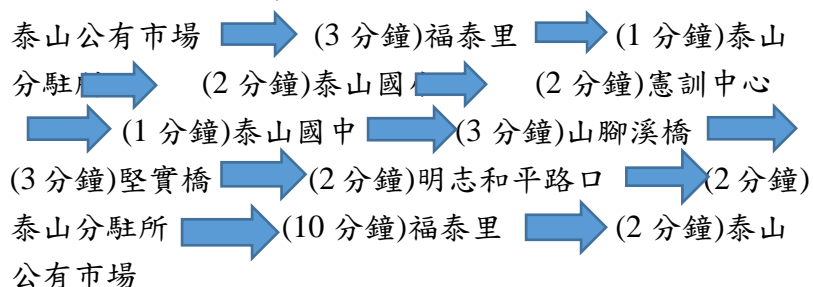 泰山公有市場 (3 分鐘)福泰里 (1 分鐘)泰山
分駐 (2 分鐘)泰山國 (2 分鐘)憲訓中心
(1 分鐘)泰山國中 (3 分鐘)山腳溪橋
(3 分鐘)堅實橋 (2 分鐘)明志和平路口 (2 分鐘)
泰山分駐所 (10 分鐘)福泰里 (2 分鐘)泰山
公有市場